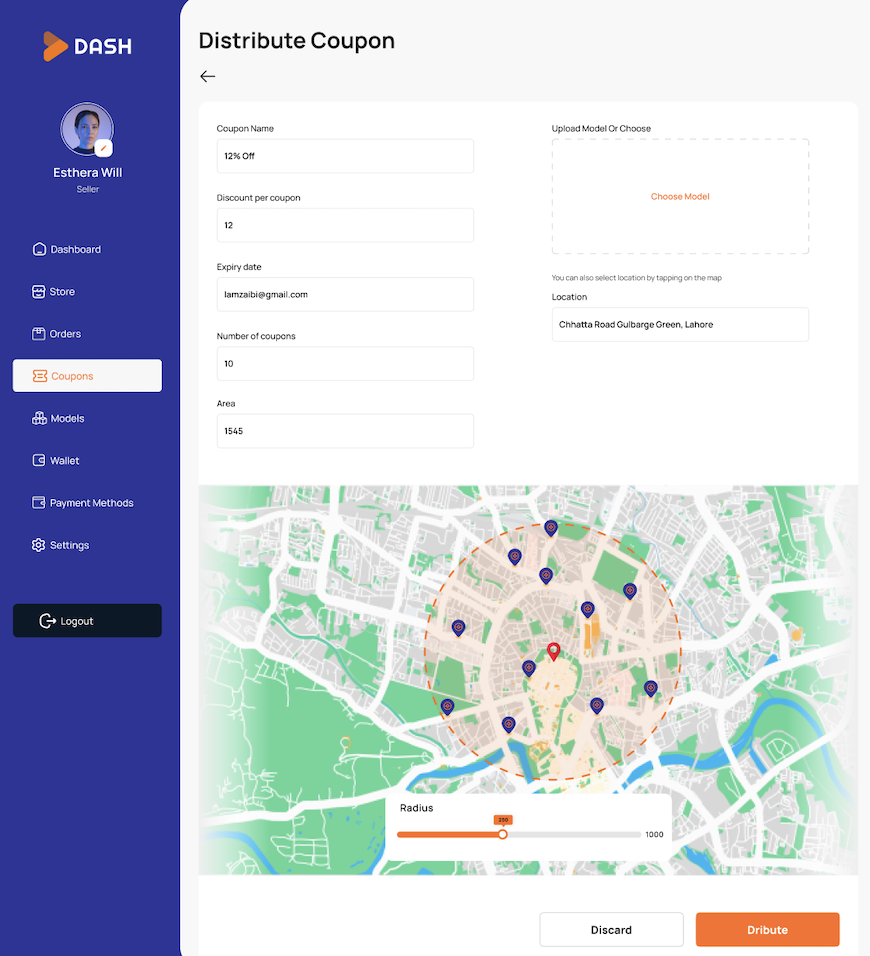 DASH
Esthera Will
Seller
Dashboard
Store
Orders
Coupons
Models
Wallet
Payment Methods
Settings
Logout
Distribute Coupon
Coupon Name
12% Off
Discount per coupon
12
Expiry date
lamzaibi@gmail.com
Number of coupons
10
Area
1545
Upload Model Or Choose
Choose Model
You can also select location by tapping on the map
Location
Chhatta Road Gulbarge Green, Lahore
Radius
1000
Discard
Dribute